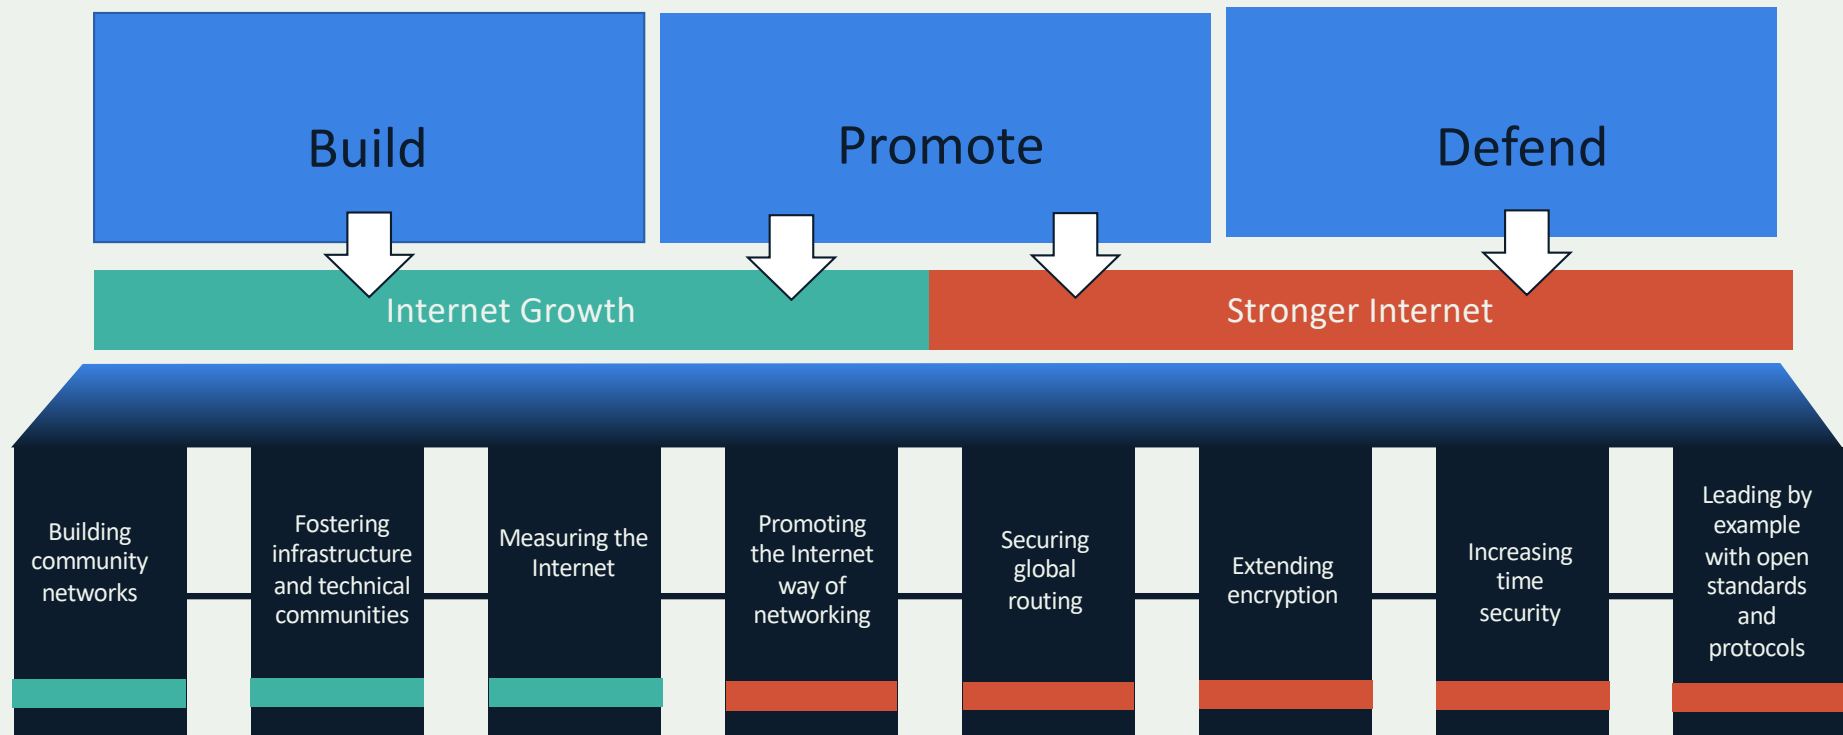 Build
Promote
Defend
Internet Growth
Stronger Internet
Building
community
networks
Fostering
infrastructure
and technical
communities
Measuring the
Internet
Promoting
the Internet
way of
networking
Securing
global
routing
Extending
encryption
Increasing
time
security
Leading by
example
with open
standards
and
protocols